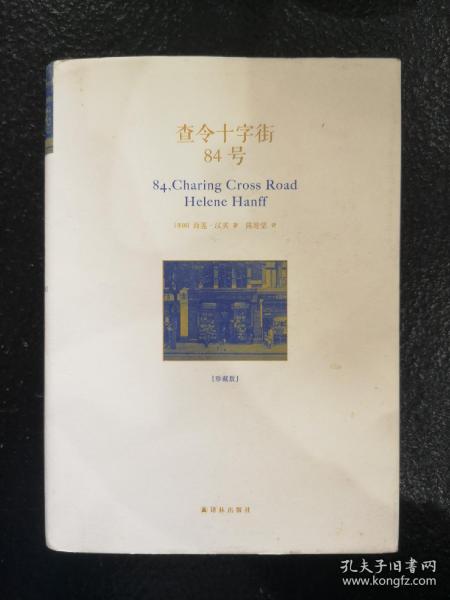 查令十字街
84号
84,Charing Cross Road
Helene Hanff
[美国] 海莲·汉芙 著 陈建铭 译
[珍藏版]
译林出版社
孔夫子旧书网
www.kongfz.com